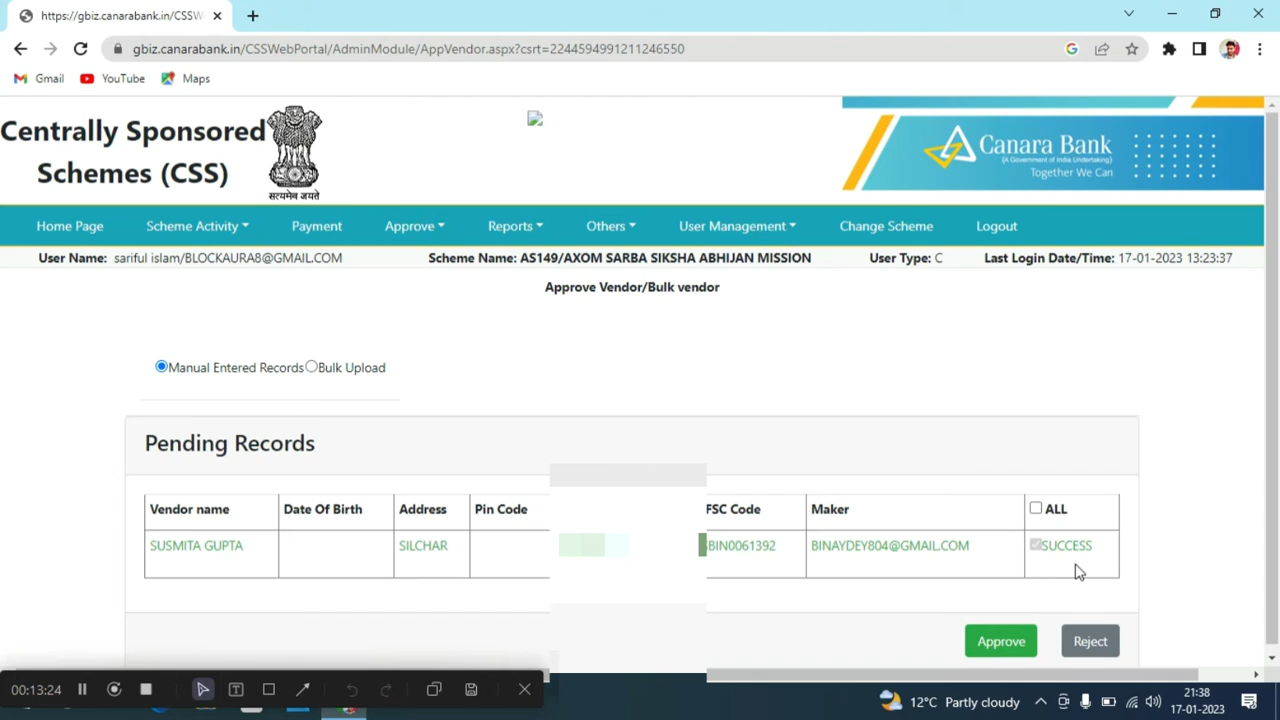 https://gbiz.canarabank.in/CSSW
gbiz.canarabank.in/CSSWebPortal/AdminModule/AppVendor.aspx?csrt=2244594991211246550
Gmail YouTube Maps
Centrally Sponsored
Schemes (CSS)
सत्यमेव जयते
Canara Bank
(A Government of India Undertaking)
Together We Can
Home Page Scheme Activity Payment Approve Reports Others User Management Change Scheme Logout
User Name: sariful islam/BLOCKAURA8@GMAIL.COM Scheme Name: AS149/AXOM SARBA SIKSHA ABHIJAN MISSION User Type: C Last Login Date/Time: 17-01-2023 13:23:37
Approve Vendor/Bulk vendor
Manual Entered Records Bulk Upload
Pending Records
Vendor name Date Of Birth Address Pin Code FSC Code Maker ALL
SUSMITA GUPTA SILCHAR BIN0061392 BINAYDEY804@GMAIL.COM SUCCESS
Approve Reject
00:13:24
12°C Partly cloudy
21:38
17-01-2023